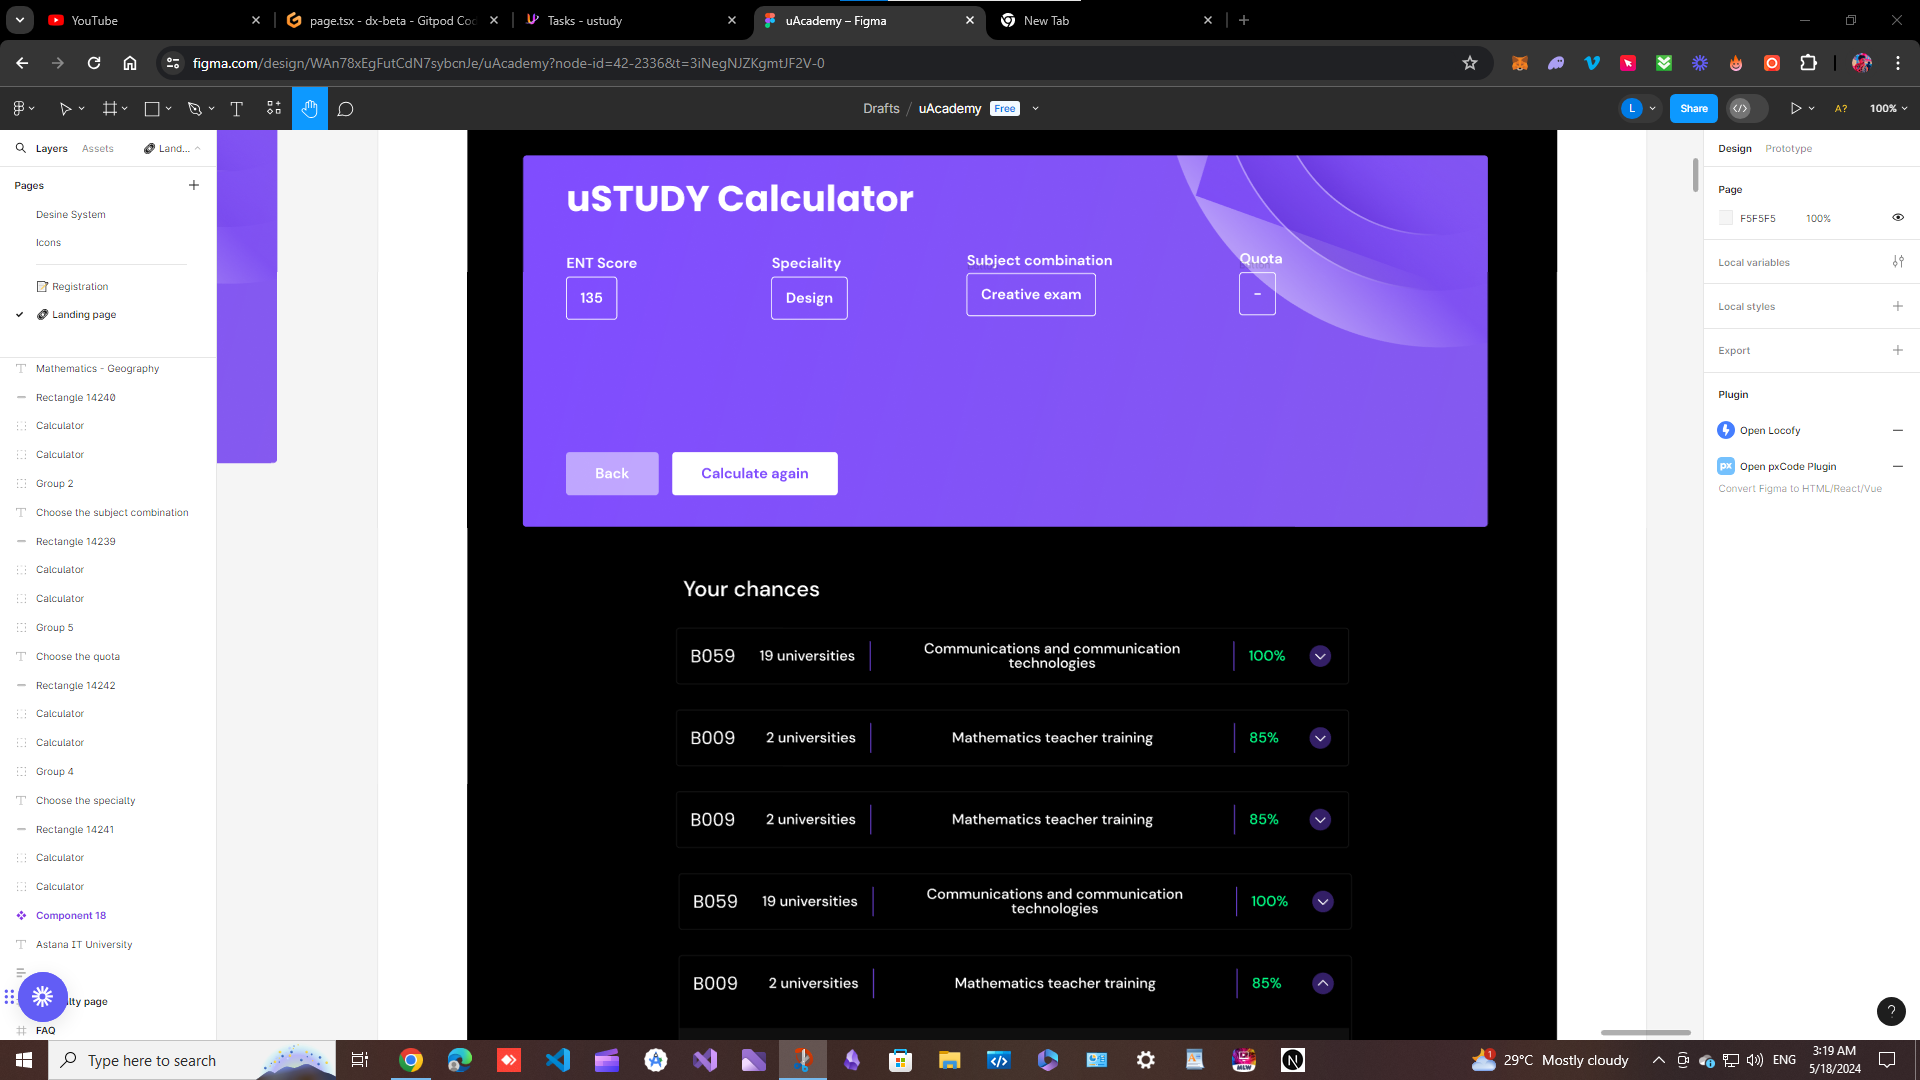 YouTube
page.tsx - dx-beta - Gitpod Coc
Tasks - ustudy
uAcademy – Figma
New Tab
figma.com/design/WAn78xEgFutCdN7sybcnJe/uAcademy?node-id=42-2336&t=3iNegNJZKgmtJF2V-0
Drafts / uAcademy Free
L
Share
A?
100%
Layers
Assets
Land...
Design
Prototype
Pages
Desine System
Icons
Registration
Landing page
Mathematics - Geography
Rectangle 14240
Calculator
Calculator
Group 2
Choose the subject combination
Rectangle 14239
Calculator
Calculator
Group 5
Choose the quota
Rectangle 14242
Calculator
Calculator
Group 4
Choose the specialty
Rectangle 14241
Calculator
Calculator
Component 18
Astana IT University
lty page
FAQ
uSTUDY Calculator
ENT Score
Speciality
Subject combination
Quota
135
Design
Creative exam
-
Back
Calculate again
Your chances
B059 19 universities Communications and communication technologies 100%
B009 2 universities Mathematics teacher training 85%
B009 2 universities Mathematics teacher training 85%
B059 19 universities Communications and communication technologies 100%
B009 2 universities Mathematics teacher training 85%
Page
F5F5F5 100%
Local variables
Local styles
Export
Plugin
Open Locofy
px Open pxCode Plugin
Convert Figma to HTML/React/Vue
?
Type here to search
29°C Mostly cloudy
ENG
3:19 AM
5/18/2024